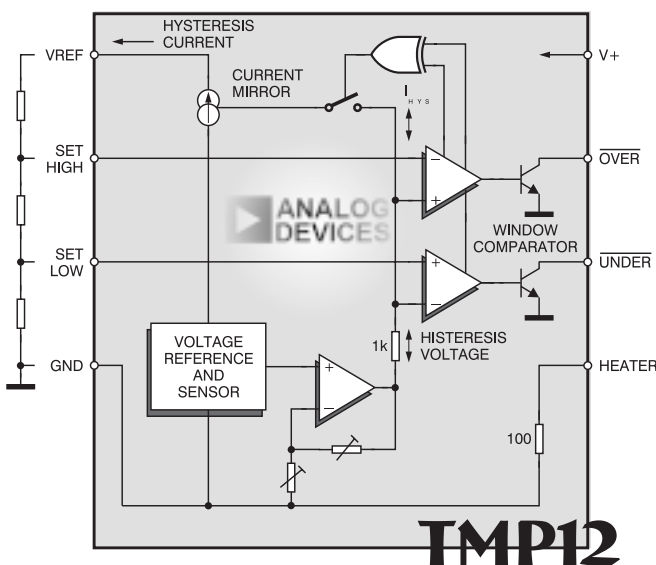 HYSTERESIS
CURRENT
VREF
V+
CURRENT
MIRROR
I
HYS
SET
HIGH
OVER
ANALOG
DEVICES
WINDOW
COMPARATOR
SET
LOW
UNDER
VOLTAGE
REFERENCE
AND
SENSOR
1k
HISTERESIS
VOLTAGE
GND
HEATER
100
TMP12
− + + − + −